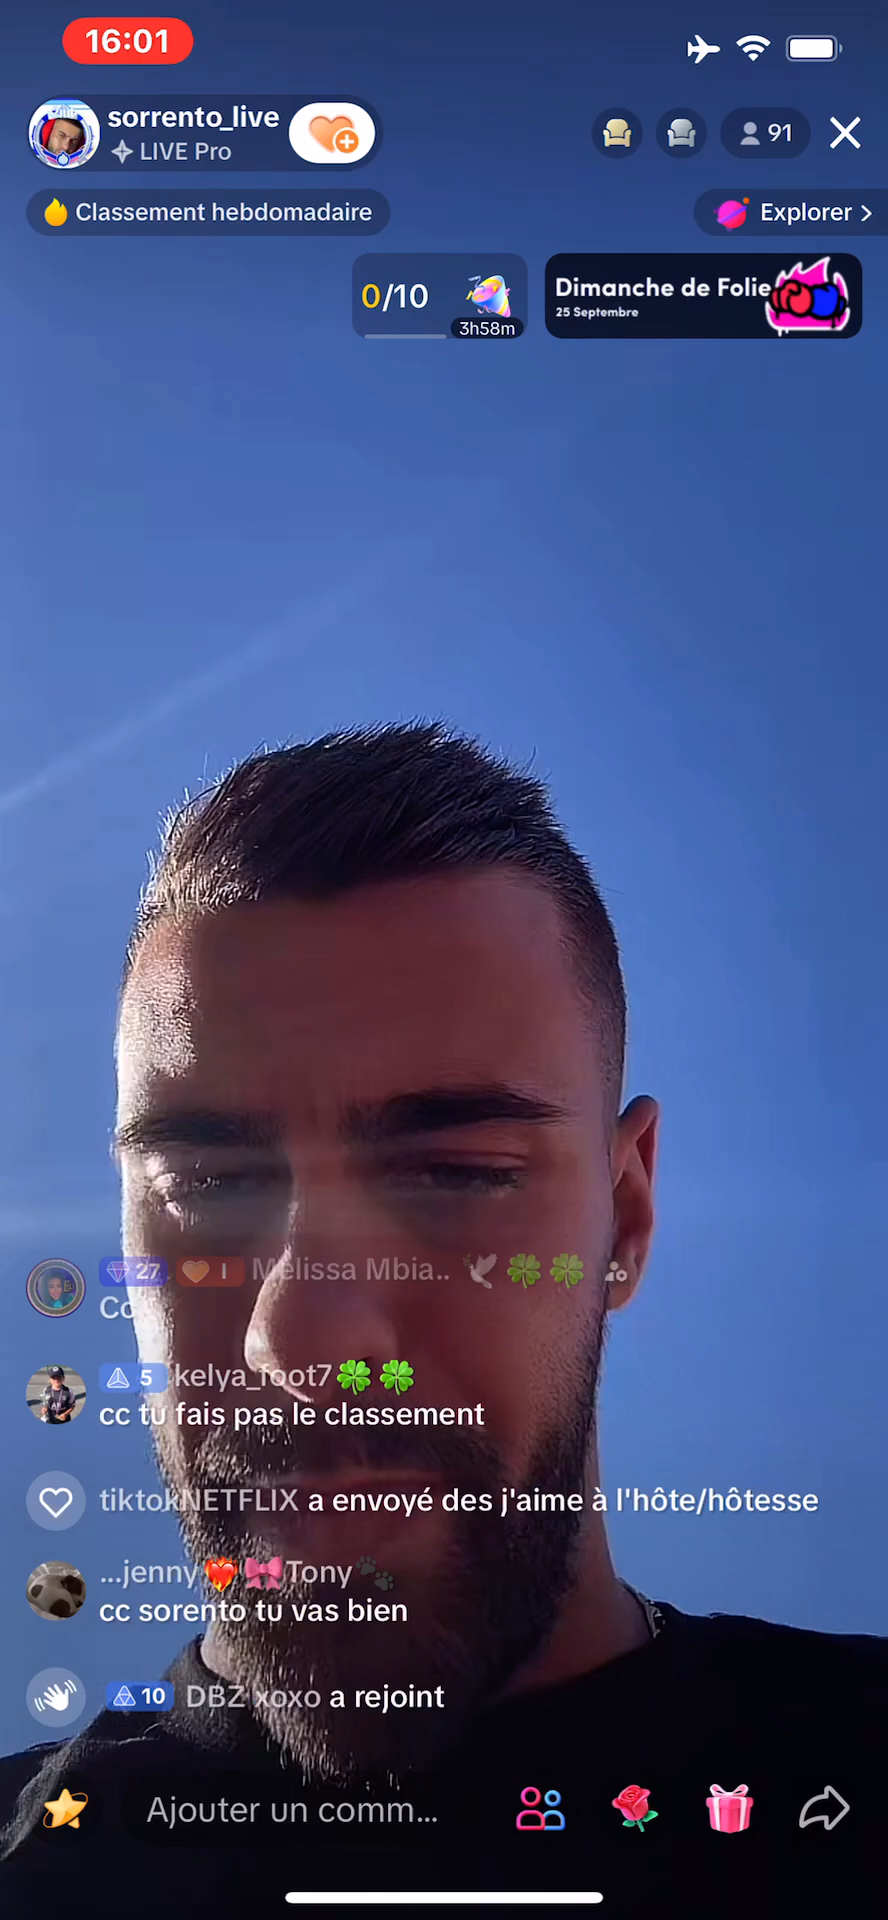 16:01
sorrento_live
LIVE Pro
91
Classement hebdomadaire
Explorer
0/10
3h58m
Dimanche de Folie
25 Septembre
27 I Mélissa Mbia..
Co
5 kelya_foot7
cc tu fais pas le classement
tiktokNETFLIX a envoyé des j'aime à l'hôte/hôtesse
...jenny Tony
cc sorento tu vas bien
10 DBZ xoxo a rejoint
Ajouter un comm...